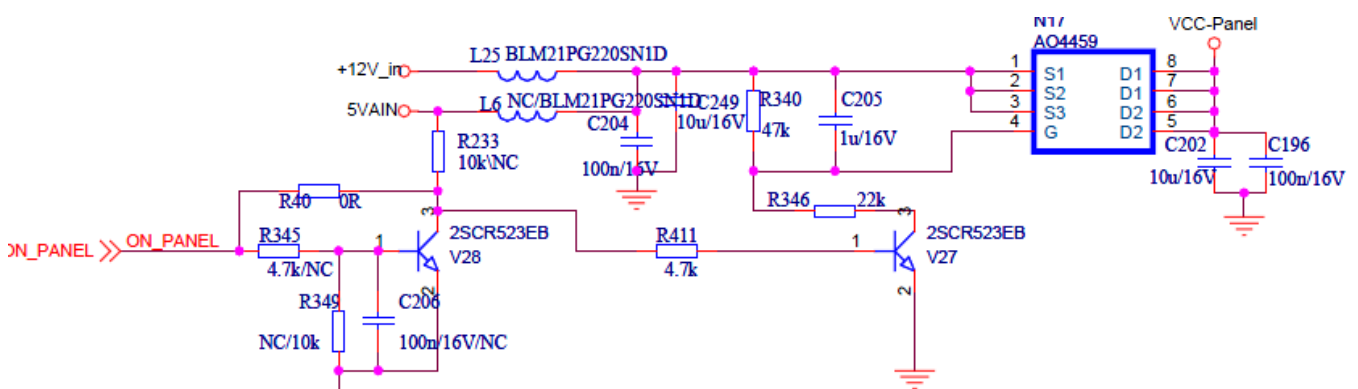 N17
AO4459
VCC-Panel
L25 BLM21PG220SN1D
+12V_in
L6 NC/BLM21PG220SN1D
5VAIN
1 S1 D1 8
2 S2 D1 7
3 S3 D2 6
4 G D2 5
C249
10u/16V
R340
47k
C205
1u/16V
C204
100n/16V
R233
10k\NC
C202
10u/16V
C196
100n/16V
R40 0R
R346 22k
3
2SCR523EB
V28
3
2SCR523EB
V27
ON_PANEL
ON_PANEL
R345
4.7k/NC
1
R411
4.7k
1
2
2
R349
NC/10k
C206
100n/16V/NC